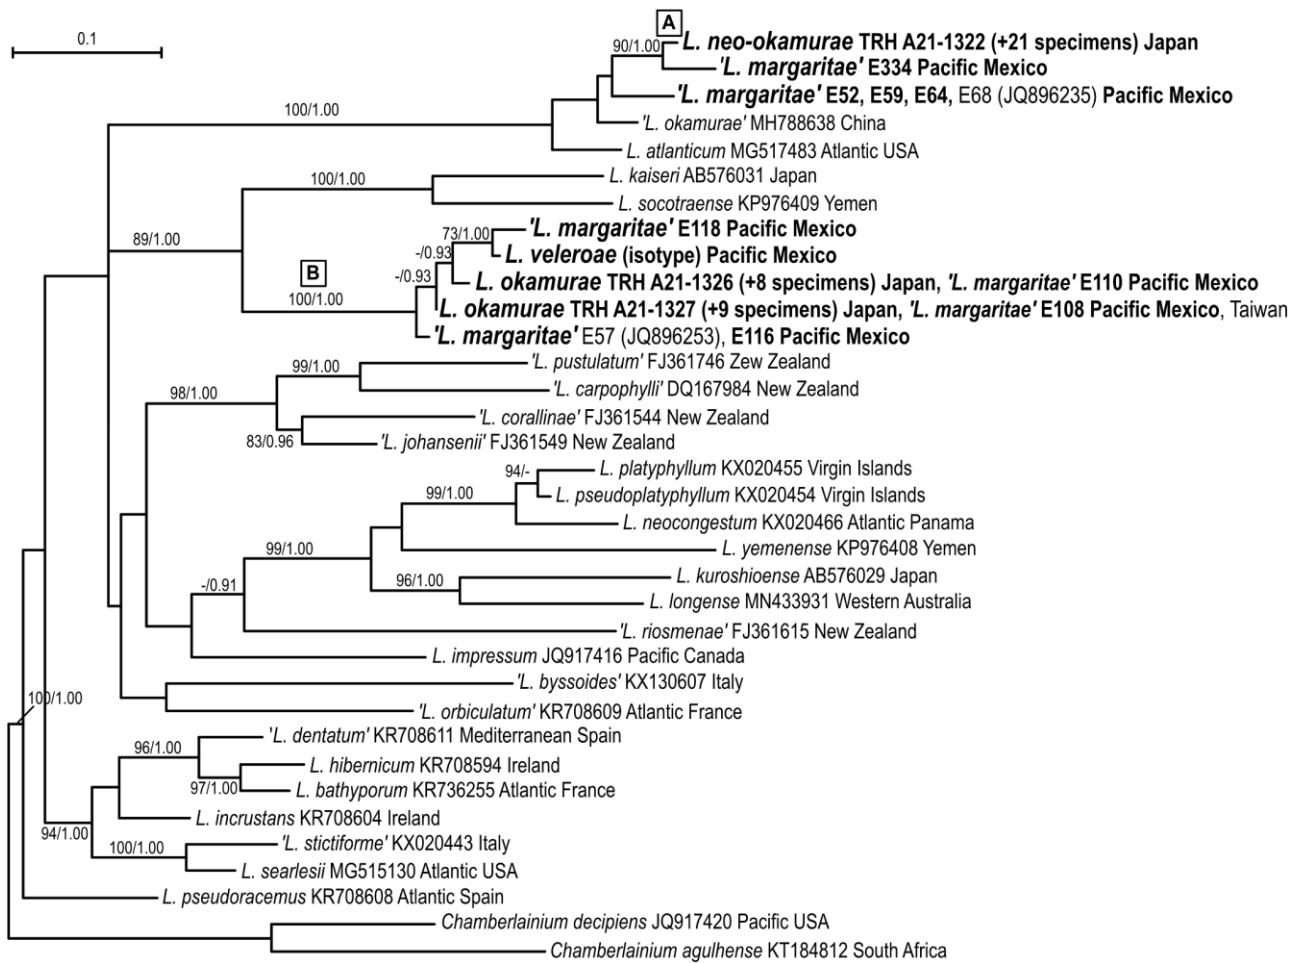 0.1
A
90/1.00
L. neo-okamurae TRH A21-1322 (+21 specimens) Japan
'L. margaritae' E334 Pacific Mexico
'L. margaritae' E52, E59, E64, E68 (JQ896235) Pacific Mexico
100/1.00
'L. okamurae' MH788638 China
L. atlanticum MG517483 Atlantic USA
100/1.00
L. kaiseri AB576031 Japan
L. socotraense KP976409 Yemen
89/1.00
73/1.00
'L. margaritae' E118 Pacific Mexico
-/0.93
L. veleroae (isotype) Pacific Mexico
B
-/0.93
L. okamurae TRH A21-1326 (+8 specimens) Japan, 'L. margaritae' E110 Pacific Mexico
100/1.00
L. okamurae TRH A21-1327 (+9 specimens) Japan, 'L. margaritae' E108 Pacific Mexico, Taiwan
'L. margaritae' E57 (JQ896253), E116 Pacific Mexico
99/1.00
'L. pustulatum' FJ361746 Zew Zealand
98/1.00
'L. carpophylli' DQ167984 New Zealand
'L. corallinae' FJ361544 New Zealand
83/0.96
'L. johansenii' FJ361549 New Zealand
94/-
L. platyphyllum KX020455 Virgin Islands
99/1.00
L. pseudoplatyphyllum KX020454 Virgin Islands
L. neocongestum KX020466 Atlantic Panama
99/1.00
L. yemenense KP976408 Yemen
-/0.91
96/1.00
L. kuroshioense AB576029 Japan
L. longense MN433931 Western Australia
'L. riosmenae' FJ361615 New Zealand
L. impressum JQ917416 Pacific Canada
'L. byssoides' KX130607 Italy
100/1.00
'L. orbiculatum' KR708609 Atlantic France
'L. dentatum' KR708611 Mediterranean Spain
96/1.00
L. hibernicum KR708594 Ireland
97/1.00
L. bathyporum KR736255 Atlantic France
L. incrustans KR708604 Ireland
94/1.00
'L. stictiforme' KX020443 Italy
100/1.00
L. searlesii MG515130 Atlantic USA
L. pseudoracemus KR708608 Atlantic Spain
Chamberlainium decipiens JQ917420 Pacific USA
Chamberlainium agulhense KT184812 South Africa